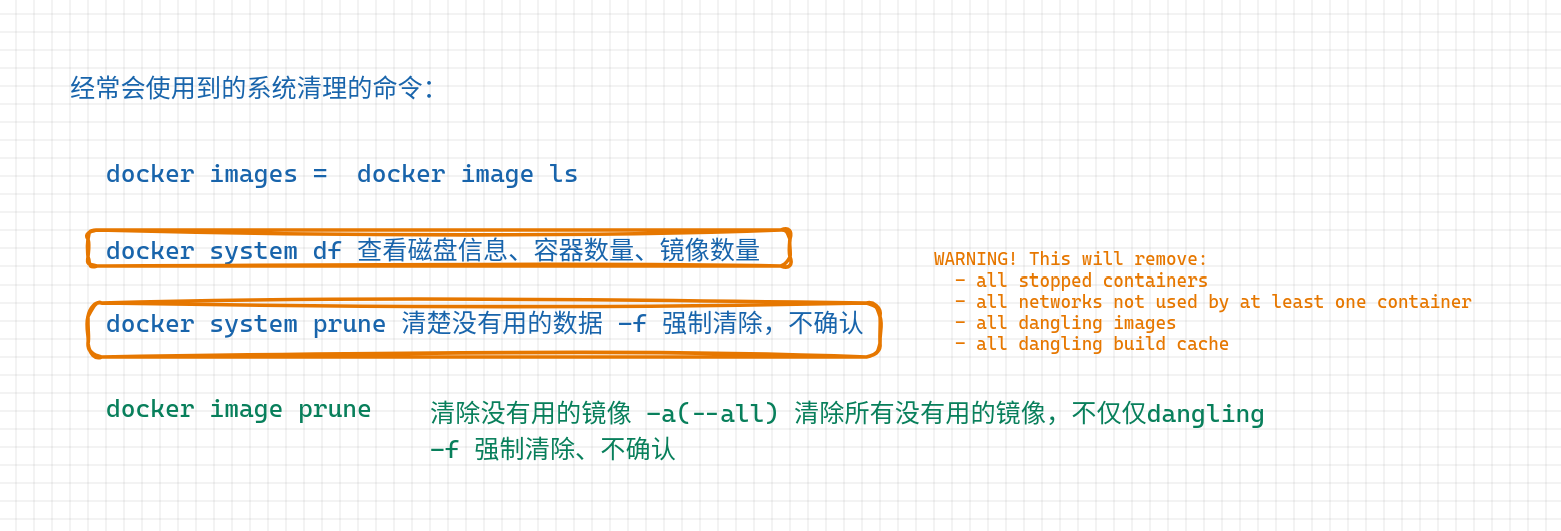 经常会使用到的系统清理的命令：
docker images =  docker image ls
docker system df 查看磁盘信息、容器数量、镜像数量
docker system prune 清楚没有用的数据 -f 强制清除，不确认
WARNING! This will remove:
- all stopped containers
- all networks not used by at least one container
- all dangling images
- all dangling build cache
docker image prune
清除没有用的镜像 -a(--all) 清除所有没有用的镜像，不仅仅dangling
-f 强制清除、不确认